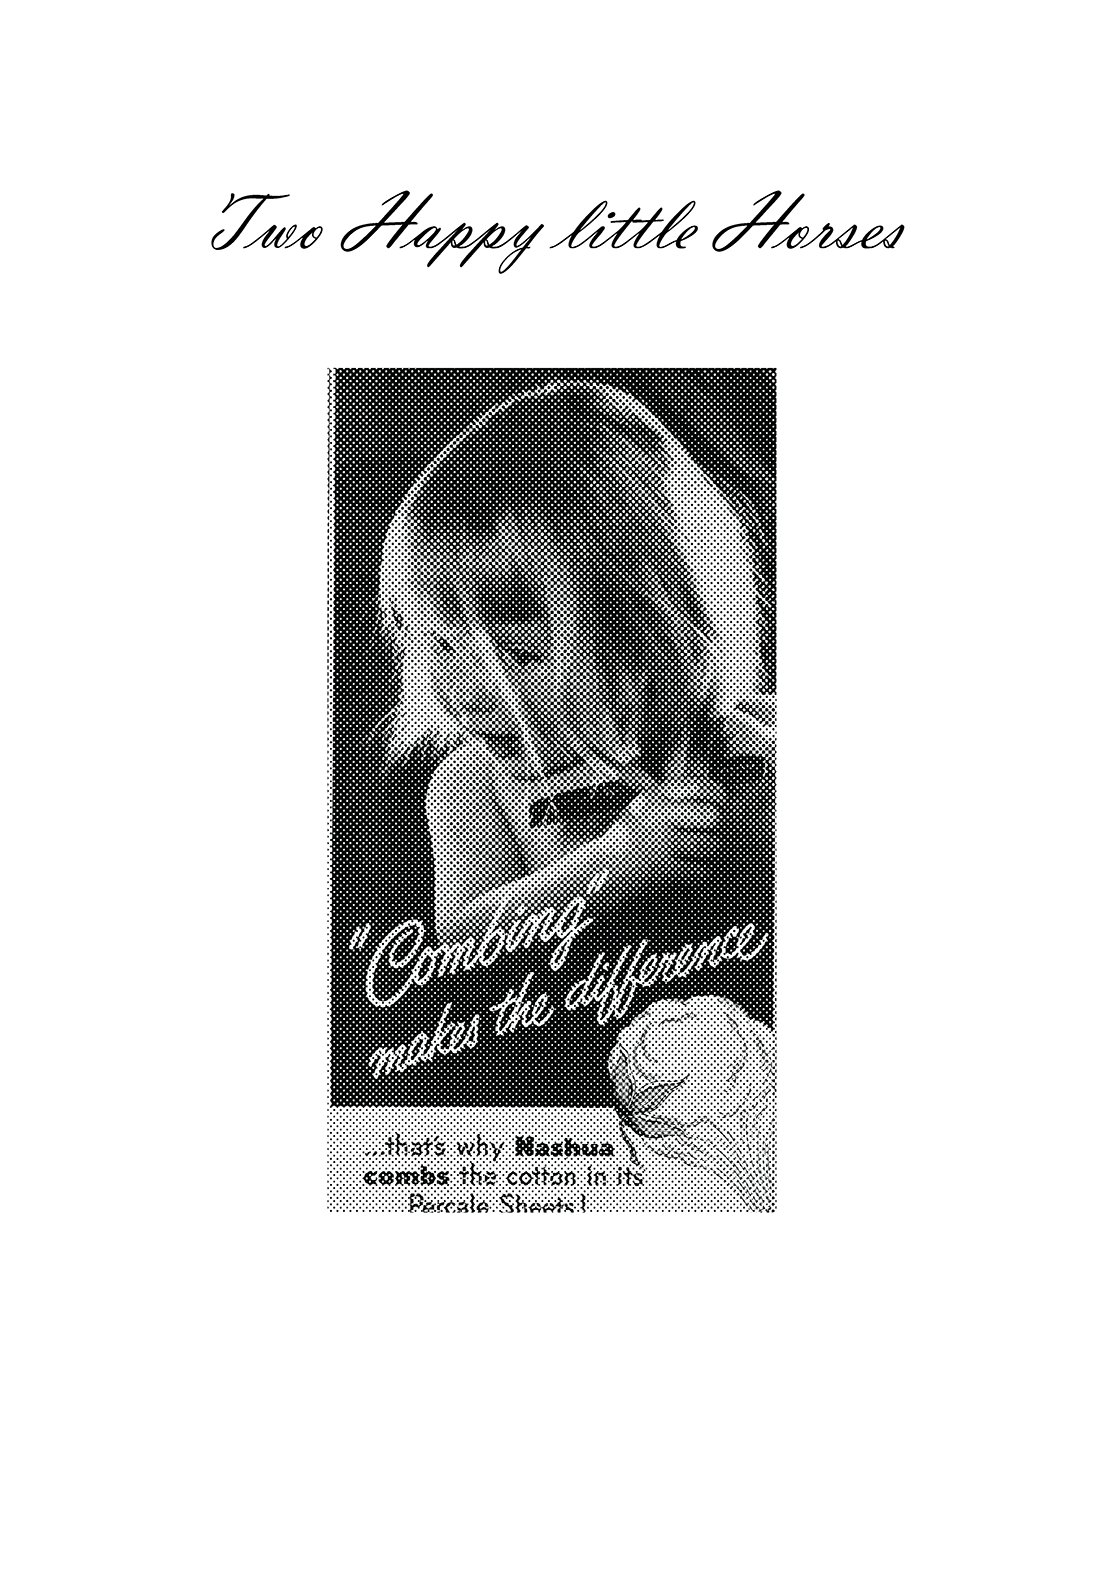 Two Happy little Horses
"Combing"
makes the difference
...that's why Nashua
combs the cotton in its
Percale Sheets!